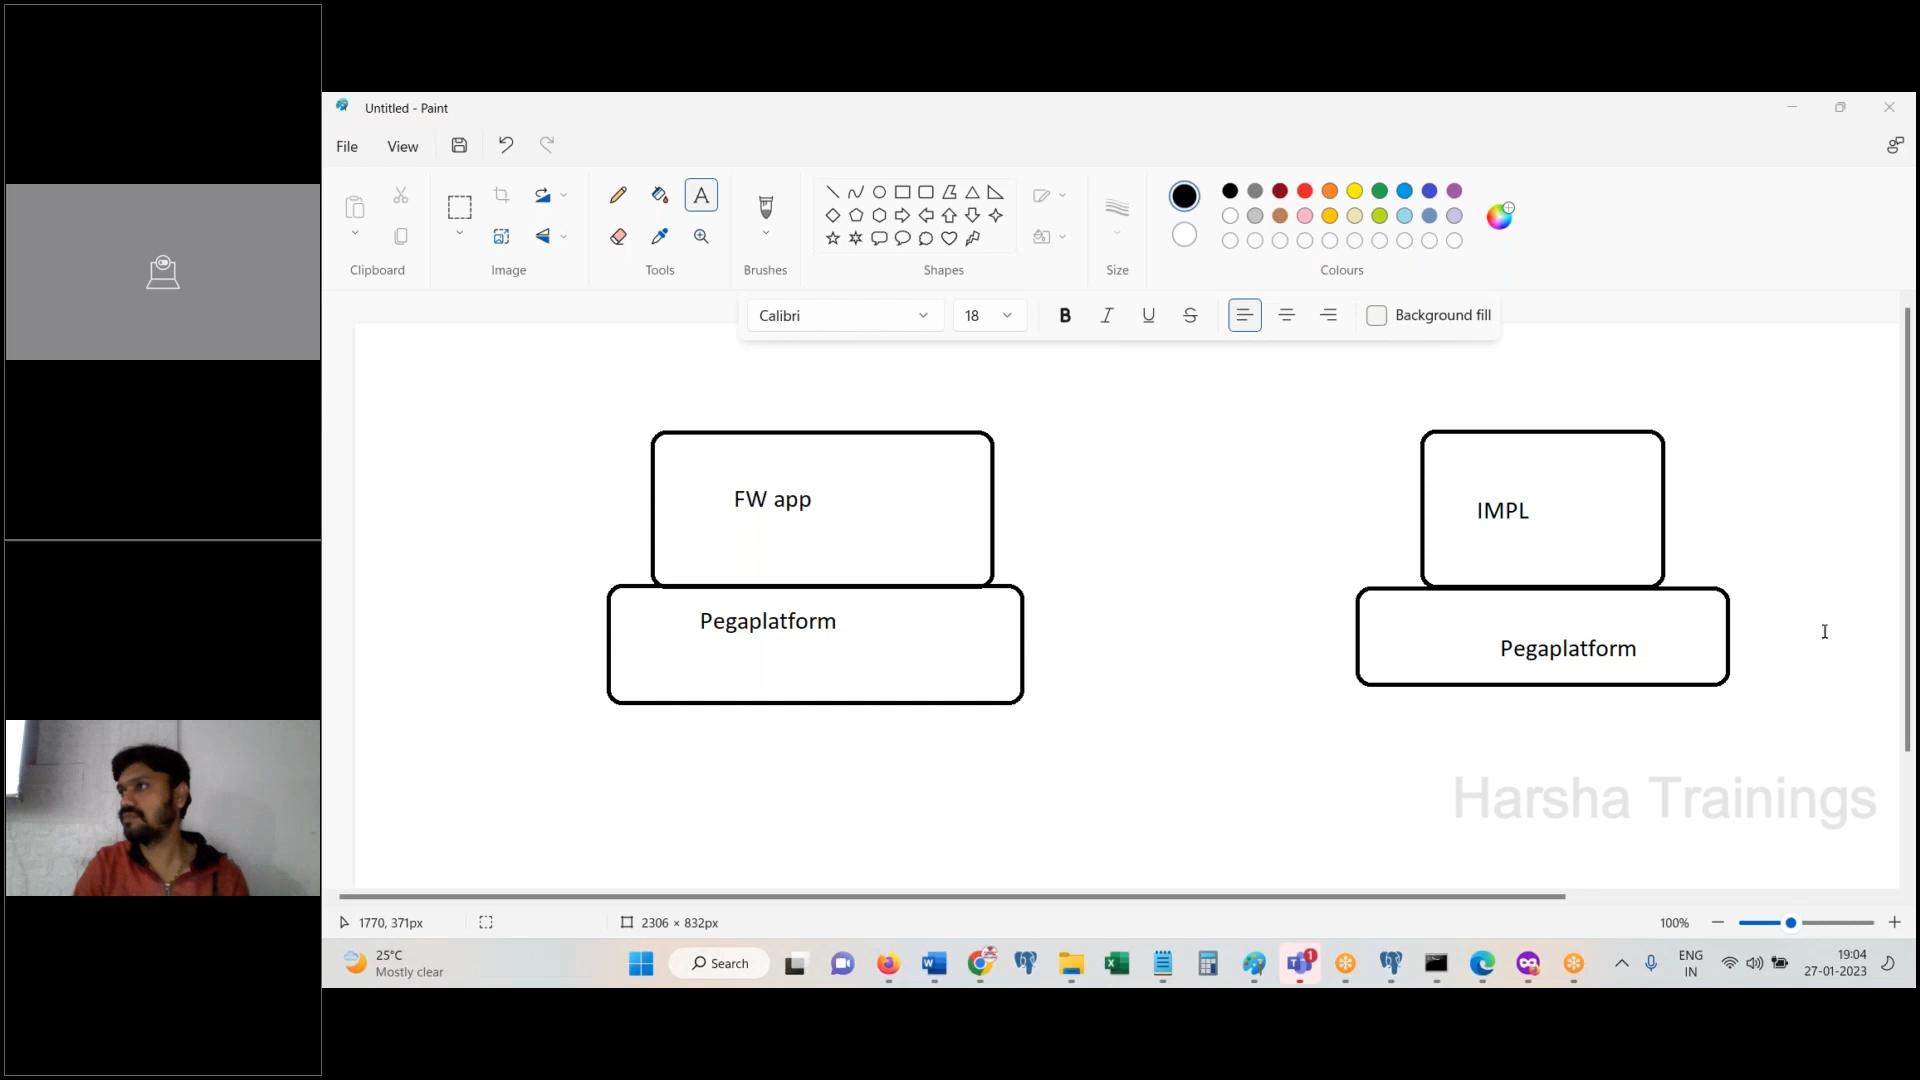 Untitled - Paint
File View
Clipboard
Image
Tools
Brushes
Shapes
Size
Colours
Calibri 18 B I U S Background fill
FW app
IMPL
Pegaplatform
Pegaplatform
Harsha Trainings
1770, 371px
2306 × 832px
100%
25°C
Mostly clear
Search
1
ENG
IN
19:04
27-01-2023